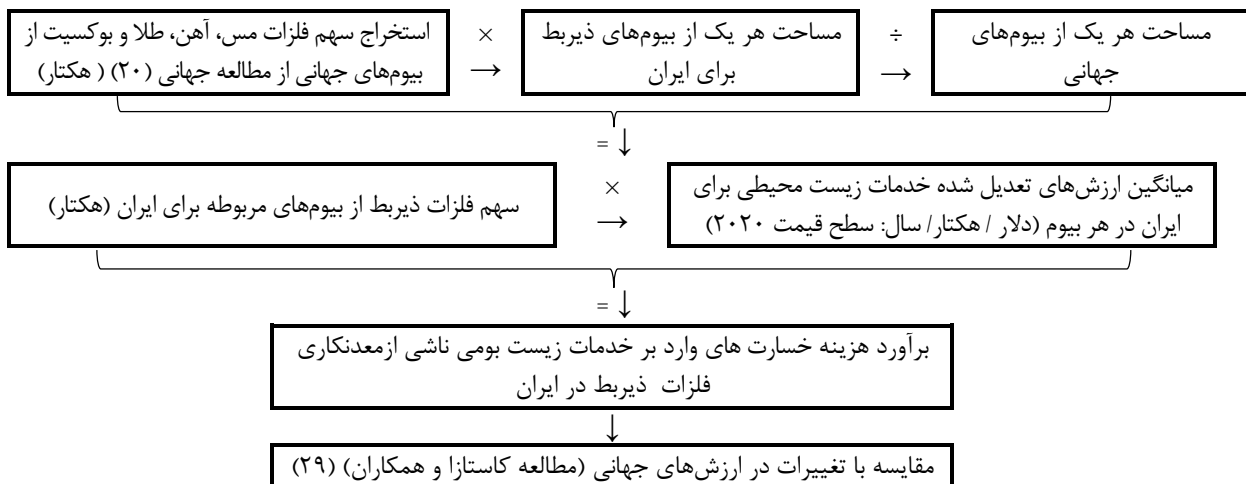 استخراج سهم فلزات مس، آهن، طلا و بوکسیت از
بیوم‌های جهانی از مطالعه جهانی (۲۰) ( هکتار)
×
→
مساحت هر یک از بیوم‌های ذیربط
برای ایران
÷
→
مساحت هر یک از بیوم‌های
جهانی
= ↓
سهم فلزات ذیربط از بیوم‌های مربوطه برای ایران (هکتار)
×
→
میانگین ارزش‌های تعدیل شده خدمات زیست محیطی برای
ایران در هر بیوم (دلار / هکتار/ سال: سطح قیمت ۲۰۲۰)
= ↓
برآورد هزینه خسارت های وارد بر خدمات زیست بومی ناشی ازمعدنکاری
فلزات ذیربط در ایران
↓
مقایسه با تغییرات در ارزش‌های جهانی (مطالعه کاستازا و همکاران) (۲۹)